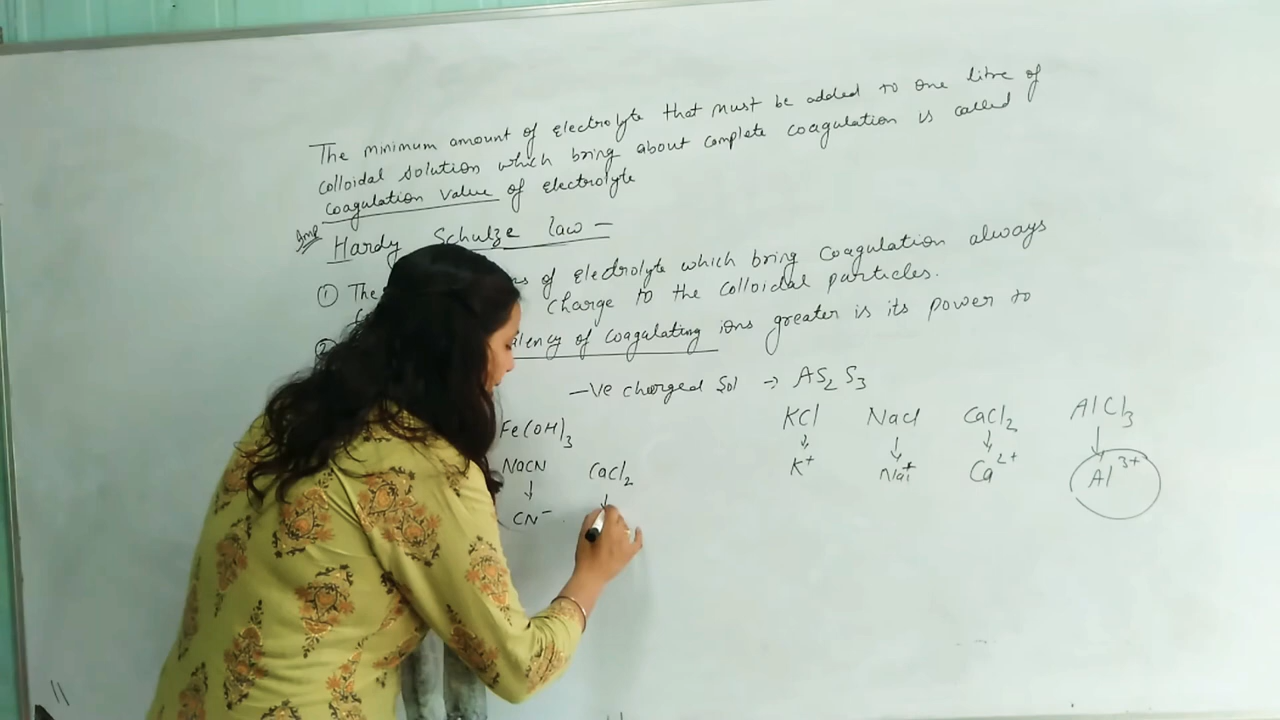 The minimum amount of electrolyte that must be added to one litre of
colloidal solution which bring about complete coagulation is called
coagulation value of electrolyte
Imp
Hardy Schulze law -
① The of electrolyte which bring coagulation always
charge to the colloidal particles.
② of coagulating ions greater is its power to
-ve charged Sol → AS₂ S₃
Fe(OH)₃
NaCN CaCl₂
↓ ↓
CN⁻
KCl NaCl CaCl₂ AlCl₃
↓ ↓ ↓ ↓
K⁺ Na⁺ Ca²⁺ Al³⁺